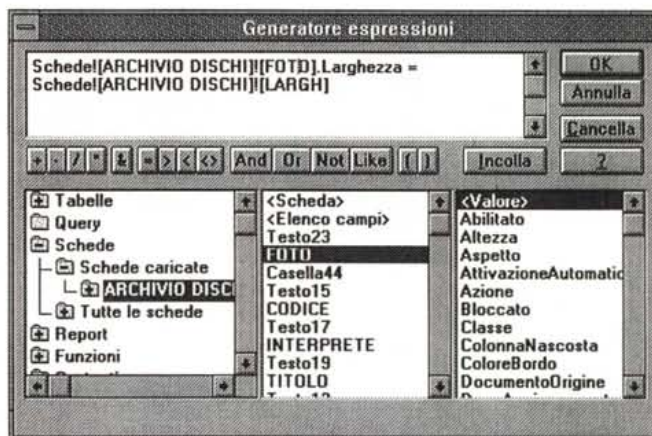 Generatore espressioni
Schede![ARCHIVIO DISCHI]![FOTO].Larghezza =
Schede![ARCHIVIO DISCHI]![LARGH]
OK
Annulla
Cancella
+ - / * & = > < <> And Or Not Like ( ) Incolla ?
Tabelle
Query
Schede
Schede caricate
ARCHIVIO DISC
Tutte le schede
Report
Funzioni
<Scheda>
<Elenco campi>
Testo23
FOTO
Casella44
Testo15
CODICE
Testo17
INTERPRETE
Testo19
TITOLO
<Valore>
Abilitato
Altezza
Aspetto
AttivazioneAutomatic
Azione
Bloccato
Classe
ColonnaNascosta
ColoreBordo
DocumentoOrigine